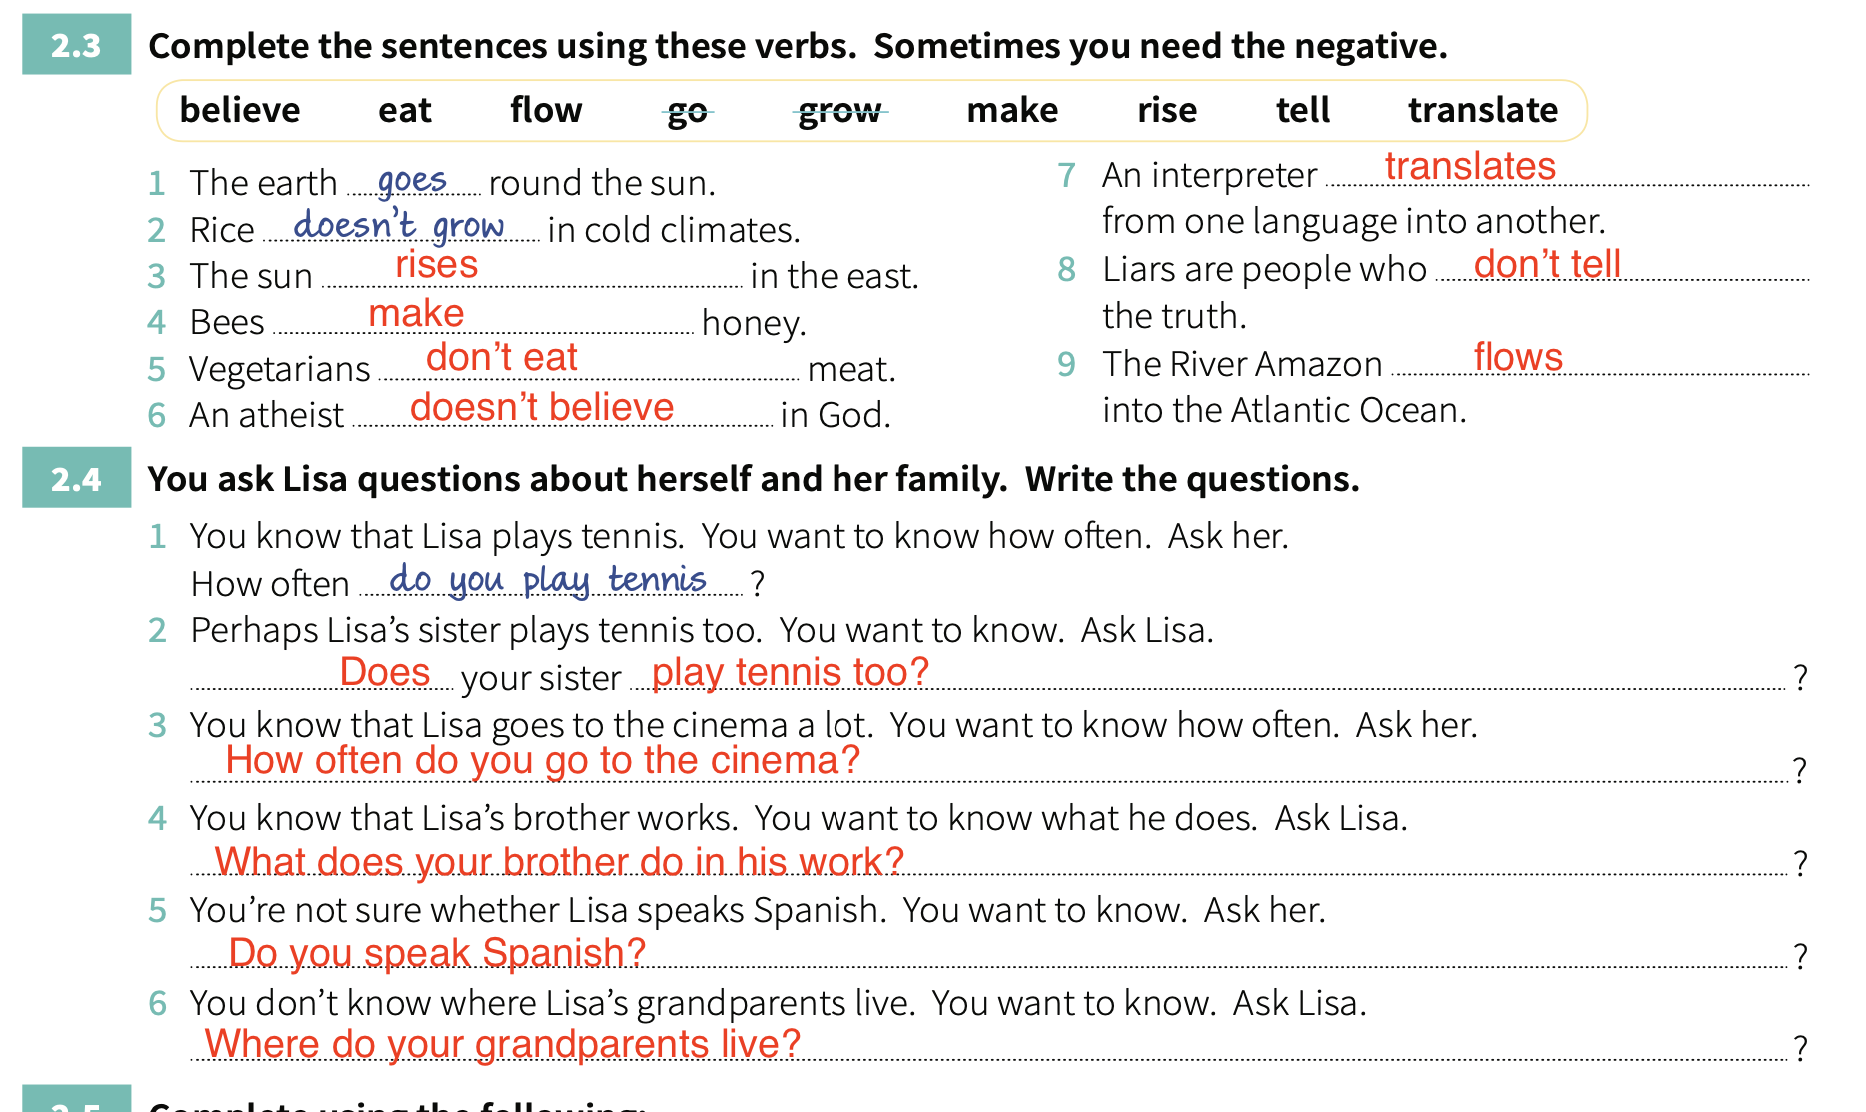 2.3 Complete the sentences using these verbs. Sometimes you need the negative.
believe eat flow go grow make rise tell translate
1 The earth goes round the sun.
2 Rice doesn't grow in cold climates.
3 The sun rises in the east.
4 Bees make honey.
5 Vegetarians don't eat meat.
6 An atheist doesn't believe in God.
7 An interpreter translates
from one language into another.
8 Liars are people who don't tell
the truth.
9 The River Amazon flows
into the Atlantic Ocean.
2.4 You ask Lisa questions about herself and her family. Write the questions.
1 You know that Lisa plays tennis. You want to know how often. Ask her.
How often do you play tennis ?
2 Perhaps Lisa's sister plays tennis too. You want to know. Ask Lisa.
Does your sister play tennis too? ?
3 You know that Lisa goes to the cinema a lot. You want to know how often. Ask her.
How often do you go to the cinema? ?
4 You know that Lisa's brother works. You want to know what he does. Ask Lisa.
What does your brother do in his work? ?
5 You're not sure whether Lisa speaks Spanish. You want to know. Ask her.
Do you speak Spanish? ?
6 You don't know where Lisa's grandparents live. You want to know. Ask Lisa.
Where do your grandparents live? ?
2.5 Complete using the following: